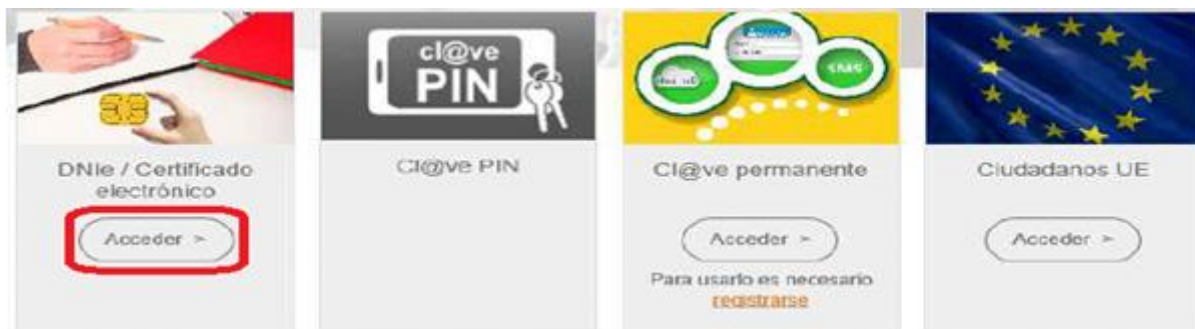 cl@ve
PIN
SMS
DNIe / Certificado
electrónico
Acceder >
Cl@ve PIN
Cl@ve permanente
Acceder >
Para usarlo es necesario
registrarse
Ciudadanos UE
Acceder >